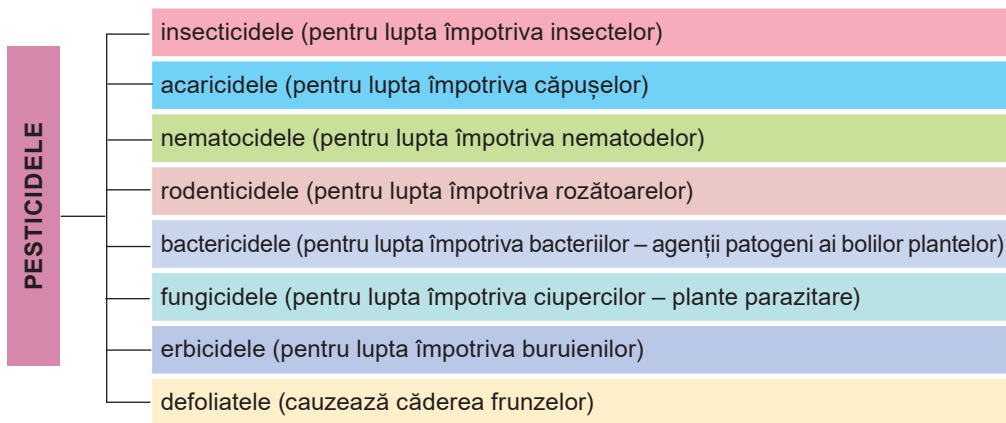 PESTICIDELE
insecticidele (pentru lupta împotriva insectelor)
acaricidele (pentru lupta împotriva căpușelor)
nematocidele (pentru lupta împotriva nematodelor)
rodenticidele (pentru lupta împotriva rozătoarelor)
bactericidele (pentru lupta împotriva bacteriilor – agenții patogeni ai bolilor plantelor)
fungicidele (pentru lupta împotriva ciupercilor – plante parazitare)
erbicidele (pentru lupta împotriva buruienilor)
defoliatele (cauzează căderea frunzelor)